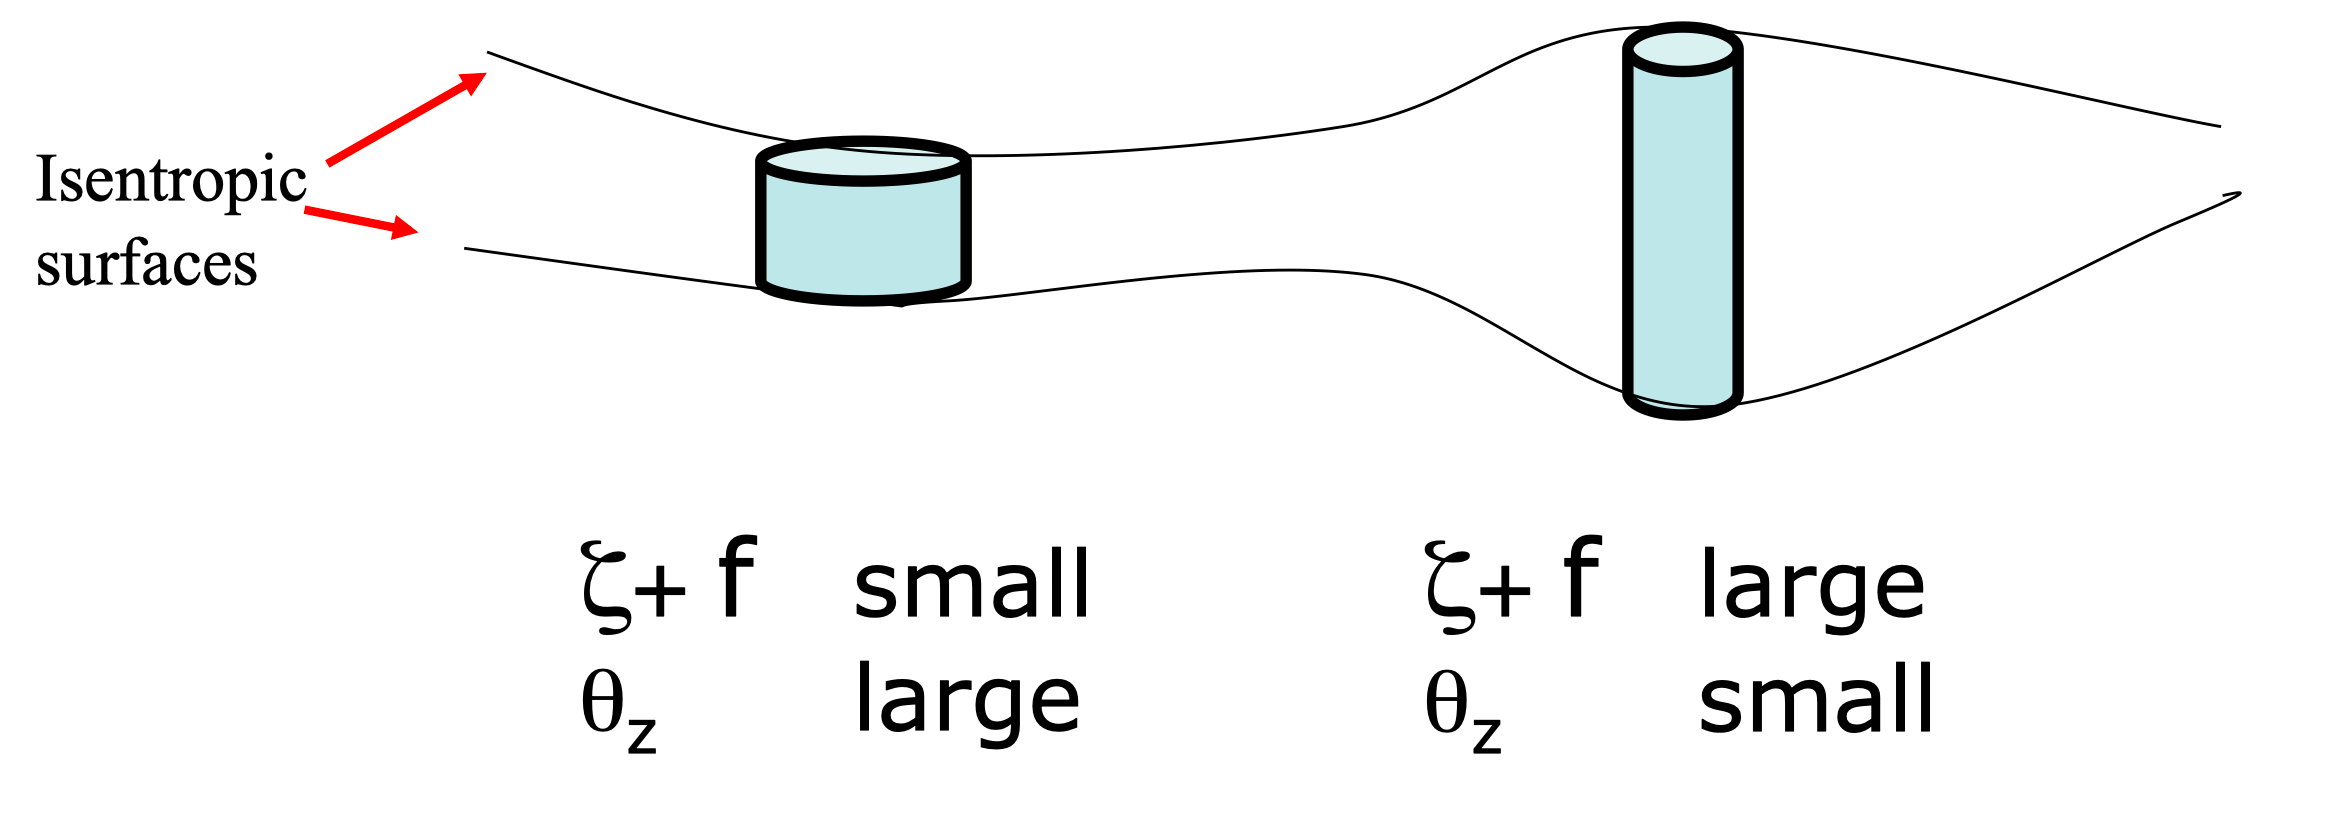 Isentropic
surfaces
ζ+ f small ζ+ f large
θz large θz small